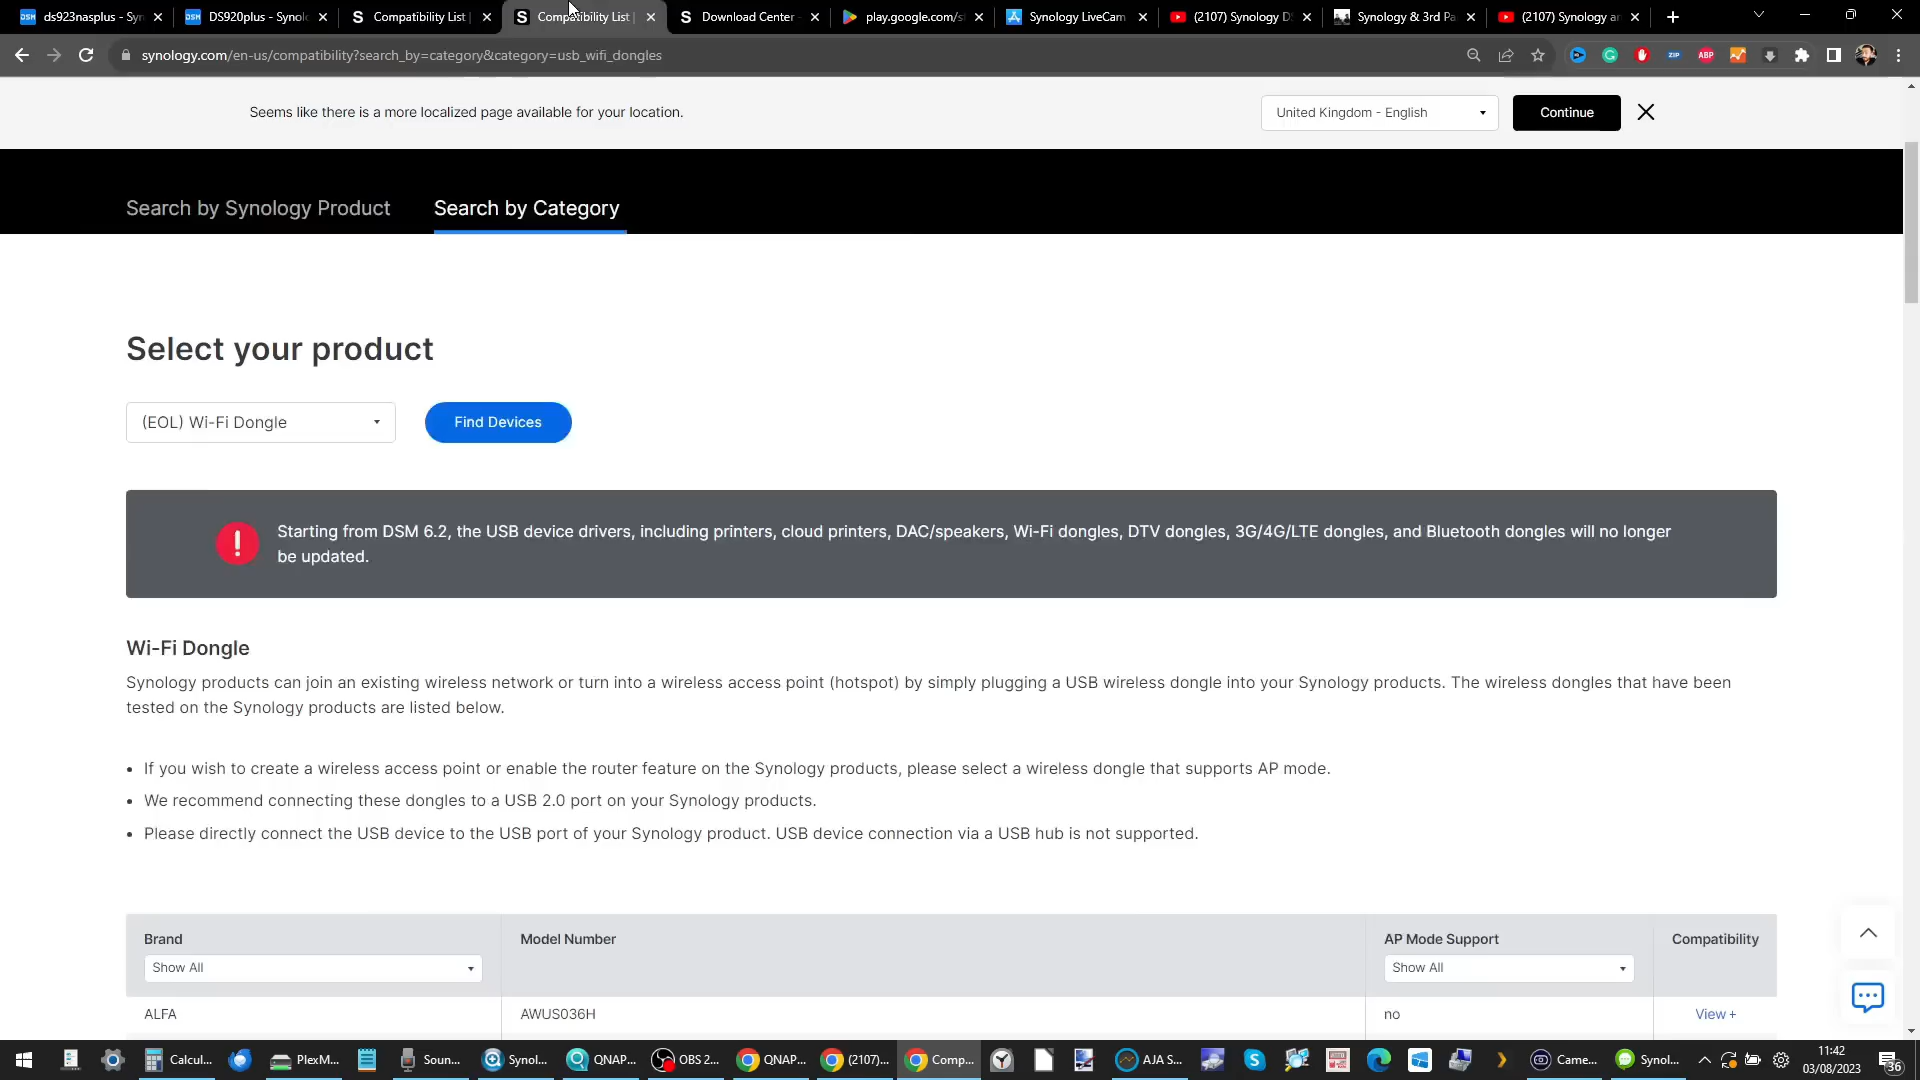 ds923nasplus - Syn
DS920plus - Synolo
Compatibility List |
Compatibility List |
Download Center -
play.google.com/st
Synology LiveCam
(2107) Synology D
Synology & 3rd Pa
(2107) Synology an
synology.com/en-us/compatibility?search_by=category&category=usb_wifi_dongles
Seems like there is a more localized page available for your location.
United Kingdom - English
Continue
Search by Synology Product
Search by Category
Select your product
(EOL) Wi-Fi Dongle
Find Devices
Starting from DSM 6.2, the USB device drivers, including printers, cloud printers, DAC/speakers, Wi-Fi dongles, DTV dongles, 3G/4G/LTE dongles, and Bluetooth dongles will no longer
be updated.
Wi-Fi Dongle
Synology products can join an existing wireless network or turn into a wireless access point (hotspot) by simply plugging a USB wireless dongle into your Synology products. The wireless dongles that have been
tested on the Synology products are listed below.
• If you wish to create a wireless access point or enable the router feature on the Synology products, please select a wireless dongle that supports AP mode.
• We recommend connecting these dongles to a USB 2.0 port on your Synology products.
• Please directly connect the USB device to the USB port of your Synology product. USB device connection via a USB hub is not supported.
Brand
Model Number
AP Mode Support
Compatibility
Show All
Show All
ALFA
AWUS036H
no
View +
Calcul...
PlexM...
Soun...
Synol...
QNAP...
OBS 2...
QNAP...
(2107)...
Comp...
AJA S...
Came...
Synol...
11:42
03/08/2023
36